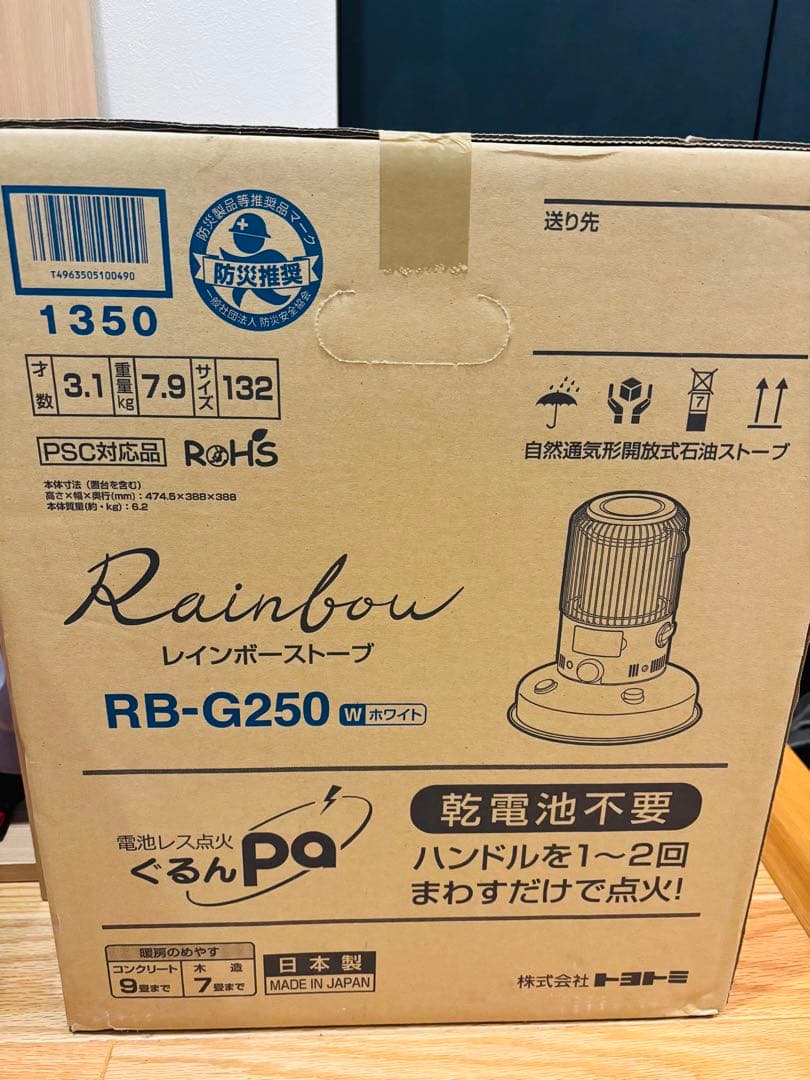 T4963505100490
1350
防災製品等推奨品マーク
防災推奨
一般社団法人 防災安全協会
送り先
才数 3.1 重量kg 7.9 サイズ 132
PSC対応品 RoHS
7
自然通気形開放式石油ストーブ
本体寸法(置台を含む)
高さ×幅×奥行(mm):474.5×388×388
本体質量(約・kg):6.2
Rainbow
レインボーストーブ
RB-G250 W ホワイト
電池レス点火
ぐるんpa
乾電池不要
ハンドルを1〜2回
まわすだけで点火!
暖房のめやす
コンクリート 木造
9畳まで 7畳まで
日本製
MADE IN JAPAN
株式会社 トヨトミ